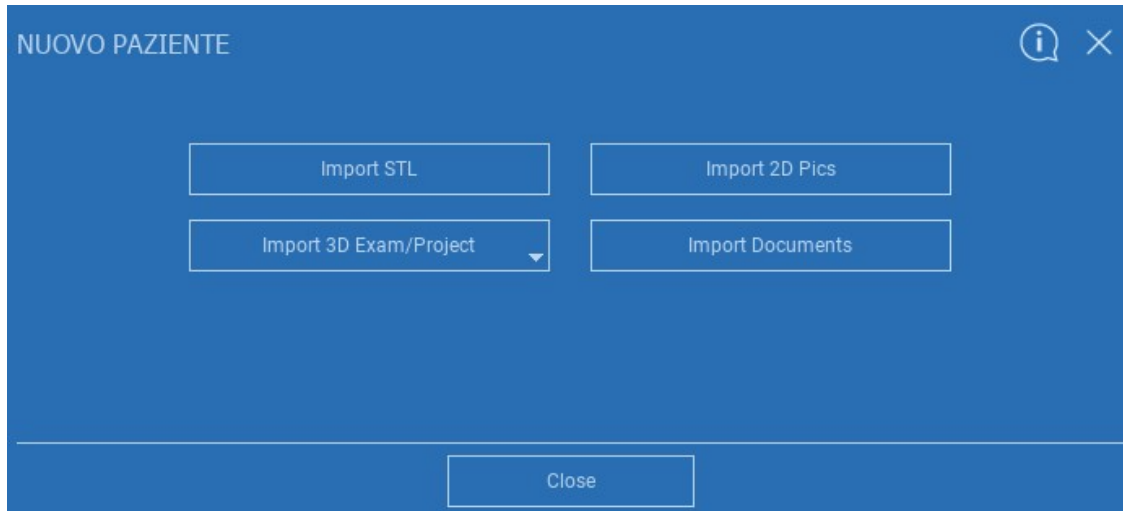 NUOVO PAZIENTE
Import STL
Import 2D Pics
Import 3D Exam/Project
Import Documents
Close